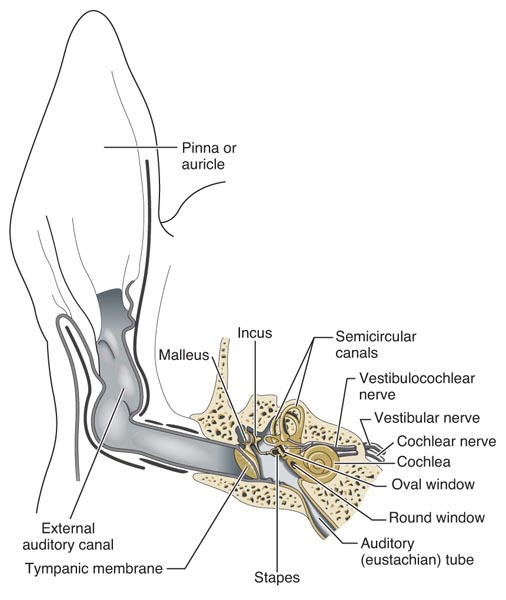 Pinna or
auricle
Incus
Malleus
Semicircular
canals
Vestibulocochlear
nerve
Vestibular nerve
Cochlear nerve
Cochlea
Oval window
Round window
Auditory
(eustachian) tube
External
auditory canal
Tympanic membrane
Stapes